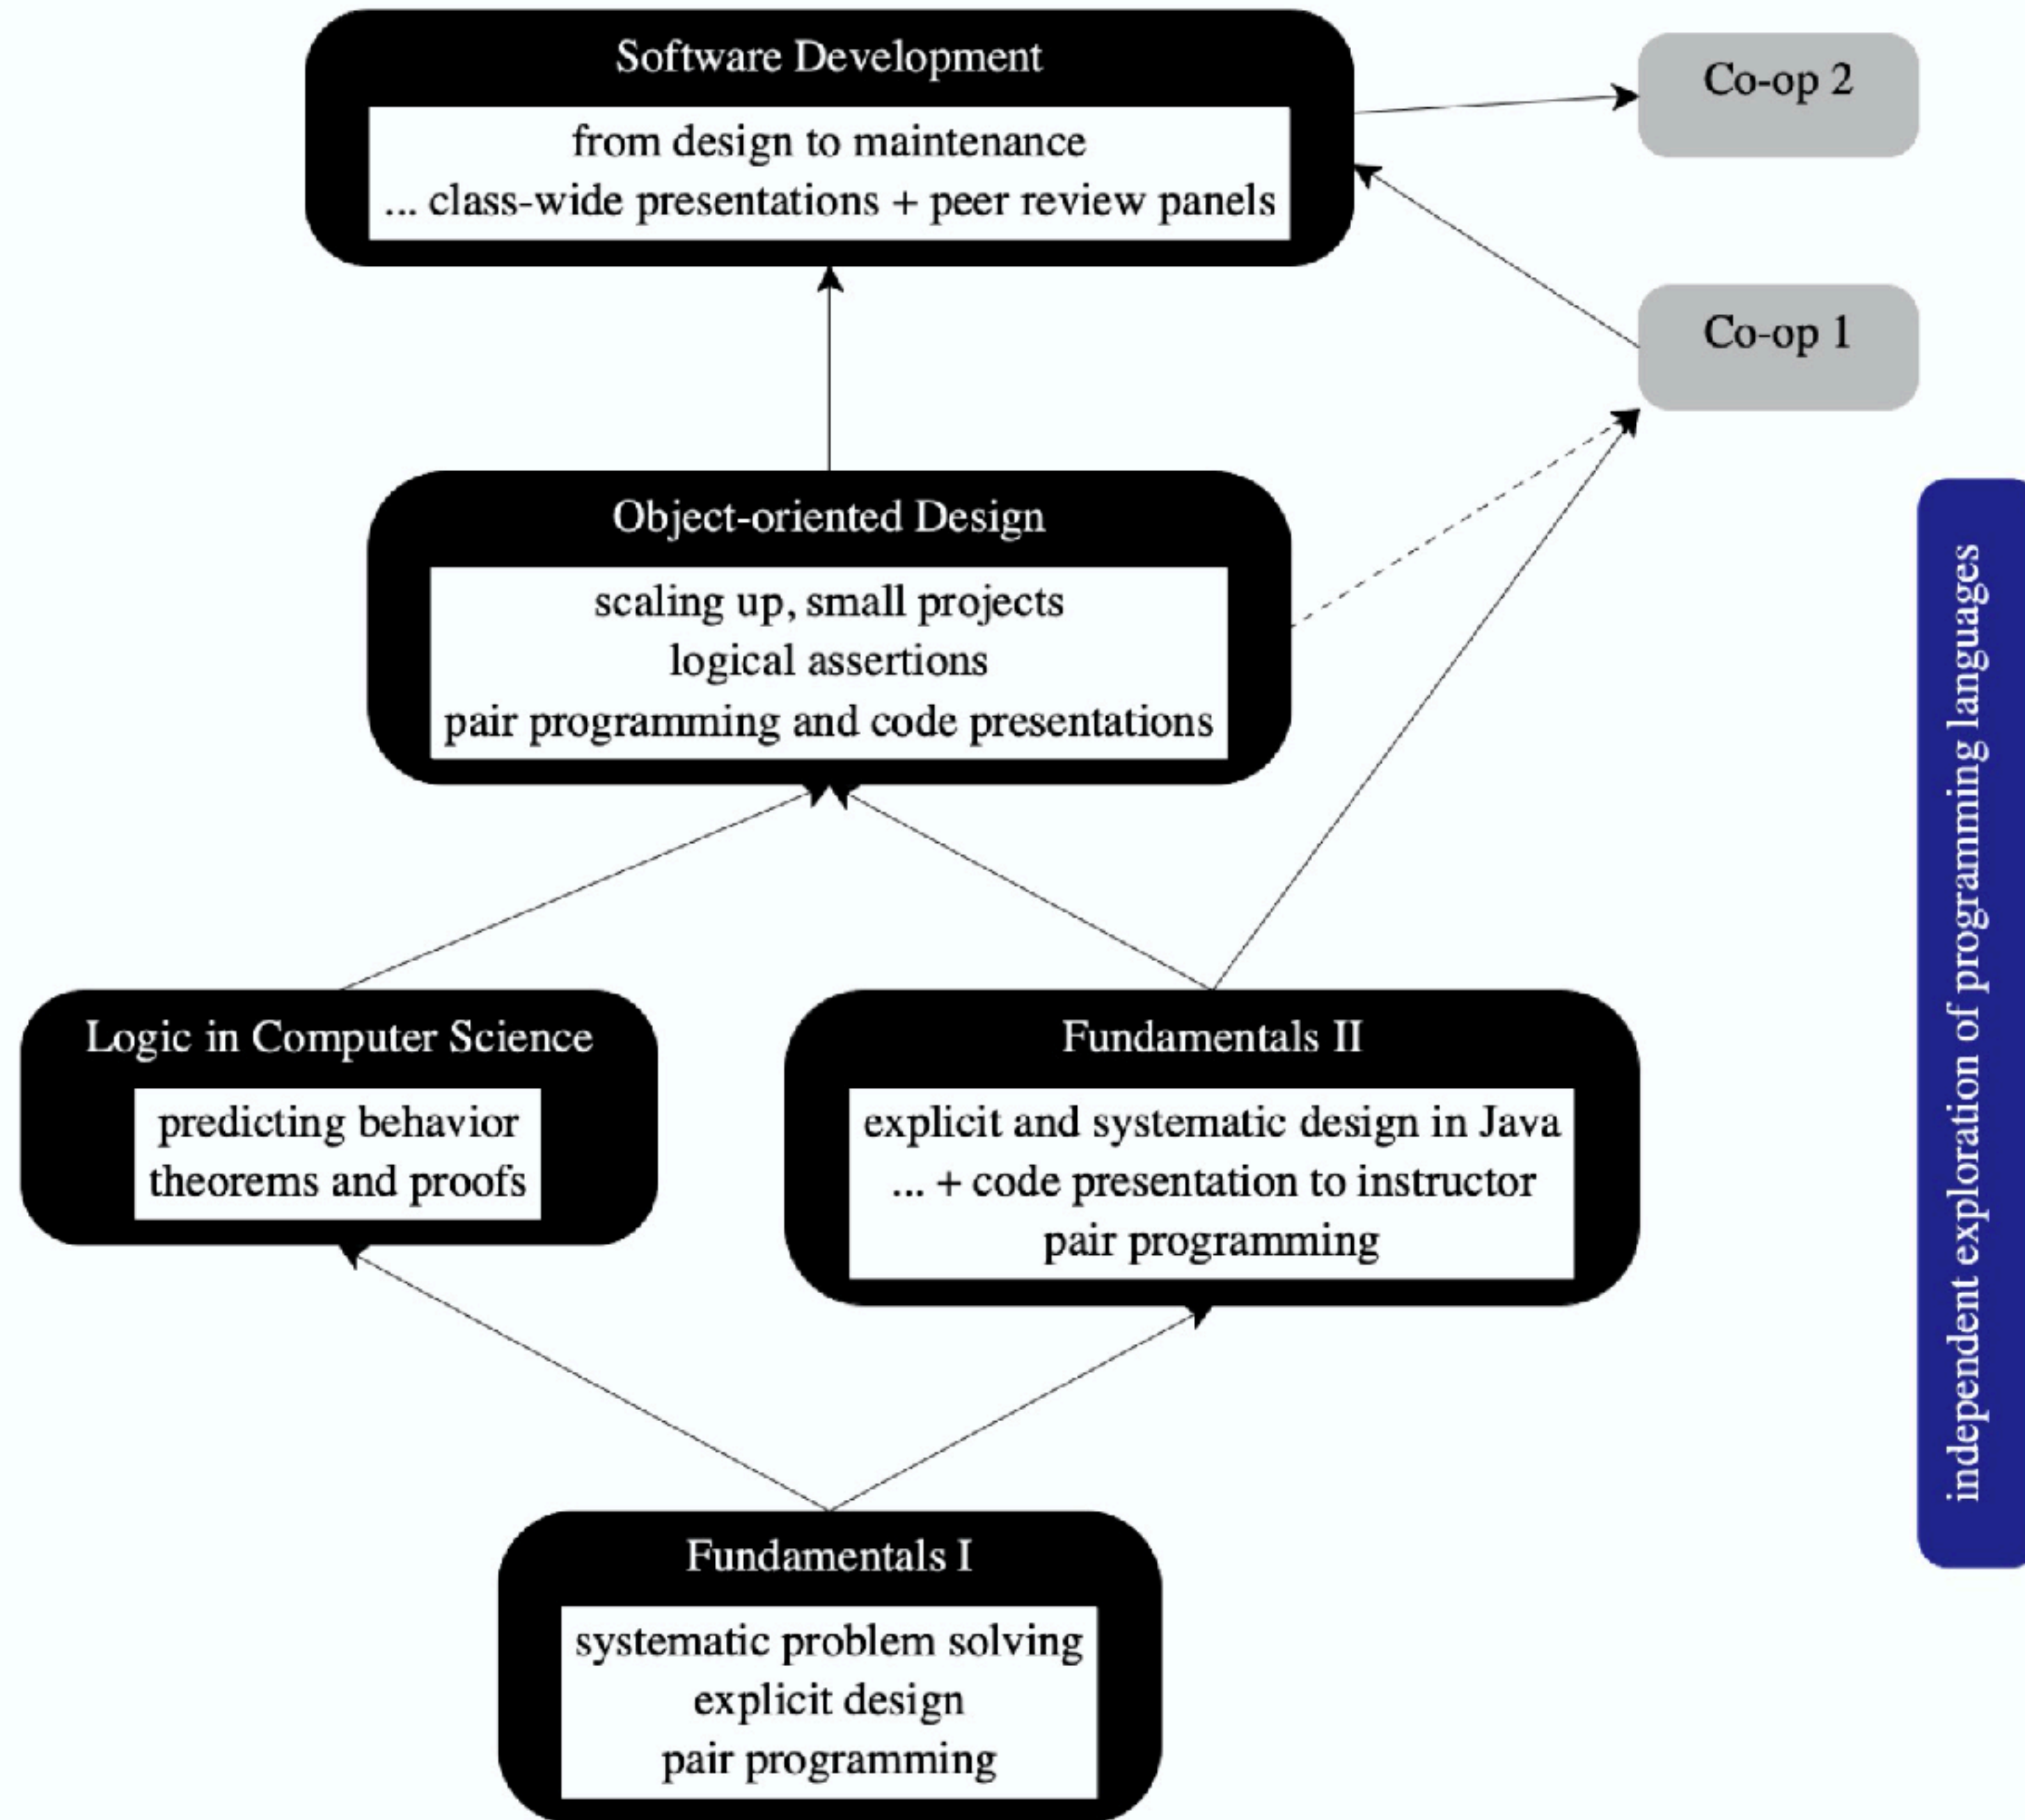 Software Development
from design to maintenance
... class-wide presentations + peer review panels
Co-op 2
Co-op 1
Object-oriented Design
scaling up, small projects
logical assertions
pair programming and code presentations
independent exploration of programming languages
Logic in Computer Science
predicting behavior
theorems and proofs
Fundamentals II
explicit and systematic design in Java
... + code presentation to instructor
pair programming
Fundamentals I
systematic problem solving
explicit design
pair programming